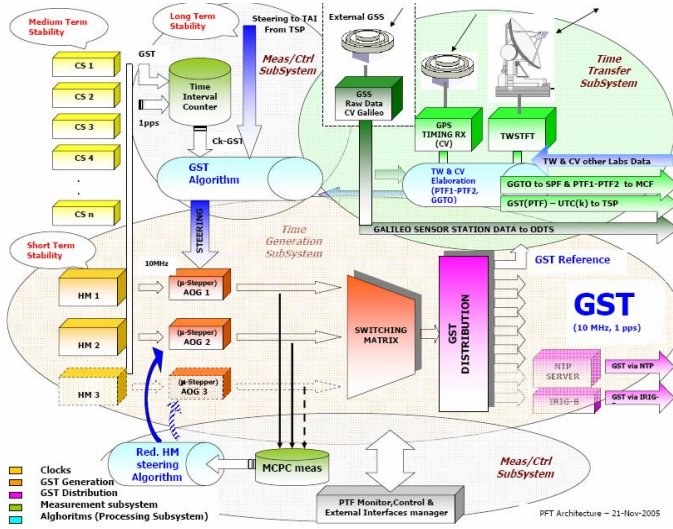 Medium Term
Stability
Long Term
Stability
Steering to TAI
From TSP
External GSS
Meas/Ctrl
SubSystem
Time
Transfer
SubSystem
CS 1
CS 2
CS 3
CS 4
.
.
CS n
GST
1pps
Time
Interval
Counter
Ck-GST
GSS
Raw Data
CV Galileo
GPS
TIMING RX
(CV)
TWSTFT
GST
Algorithm
TW & CV
Elaboration
(PTF1-PTF2,
GGTO)
TW & CV other Labs Data
GGTO to SPF & PTF1-PTF2 to MCF
GST(PTF) – UTC(k) to TSP
GALILEO SENSOR STATION DATA to ODTS
STEERING
Time
Generation
SubSystem
Short Term
Stability
10MHz
HM 1
HM 2
HM 3
(µ-Stepper)
AOG 1
(µ-Stepper)
AOG 2
(µ-Stepper)
AOG 3
SWITCHING
MATRIX
GST
DISTRIBUTION
GST Reference
GST
(10 MHz, 1 pps)
NTP
SERVER
GST via NTP
IRIG-B
GST via IRIG-
Red. HM
steering
Algorithm
MCPC meas
Meas/Ctrl
SubSystem
PTF Monitor,Control &
External Interfaces manager
Clocks
GST Generation
GST Distribution
Measurement subsystem
Alghoritms (Processing Subsystem)
PFT Architecture – 21-Nov-2005